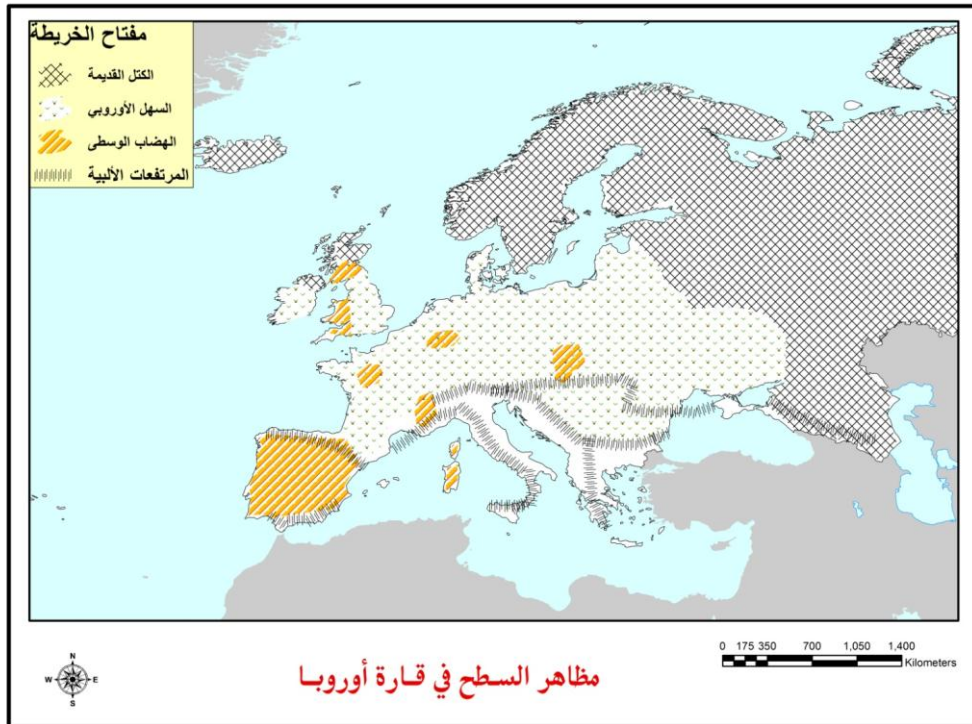 مفتاح الخريطة
الكتل القديمة
السهل الأوروبي
الهضاب الوسطى
المرتفعات الألبية
N
W E
S
مظاهر السطح في قارة أوروبا
0 175 350 700 1,050 1,400
Kilometers